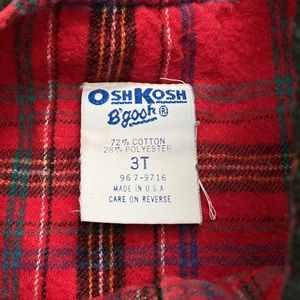 OSHKOSH
B'gosh ®
72% COTTON
28% POLYESTER
3T
967-9716
MADE IN U.S.A
CARE ON REVERSE